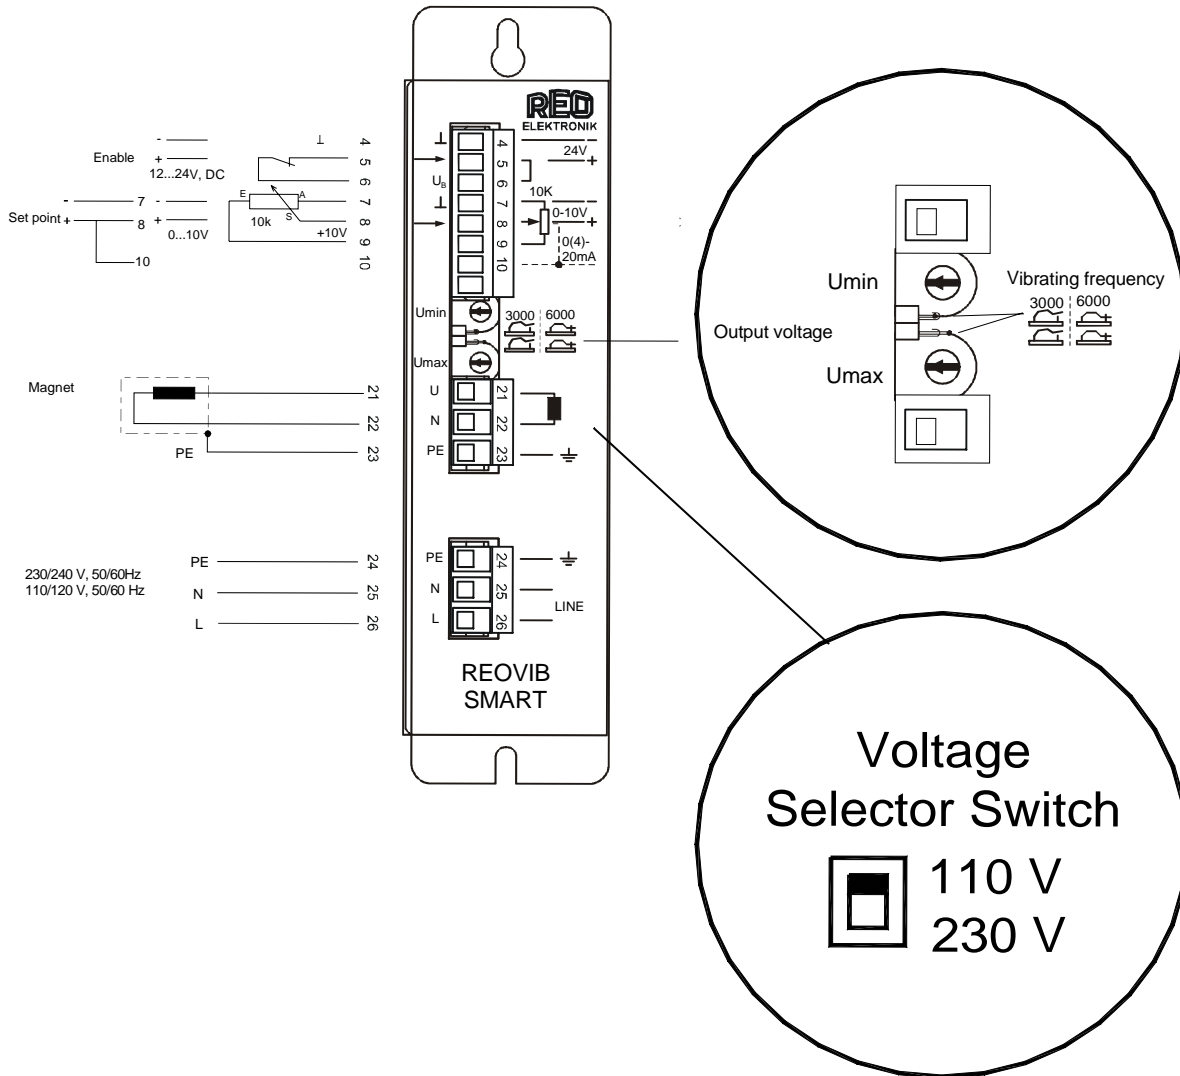 REO
ELEKTRONIK
⊥ 4
- 
Enable + 5
12...24V, DC
6
E A
- 7 - 7
S
Set point + 8 + 10k 8
0...10V +10V 9
10 10
⊥ 4 -
24V
5 +
U_B 6
10K
⊥ 7 -
0-10V
8 +
9 0(4)-
10 20mA
Umin 3000 6000
Umax
Magnet
21
22
PE 23
U 21
N 22
PE 23
230/240 V, 50/60Hz
110/120 V, 50/60 Hz
PE 24
N 25
L 26
PE 24
N 25
LINE
L 26
REOVIB
SMART
Umin Vibrating frequency
3000 6000
Output voltage
Umax
Voltage
Selector Switch
110 V
230 V